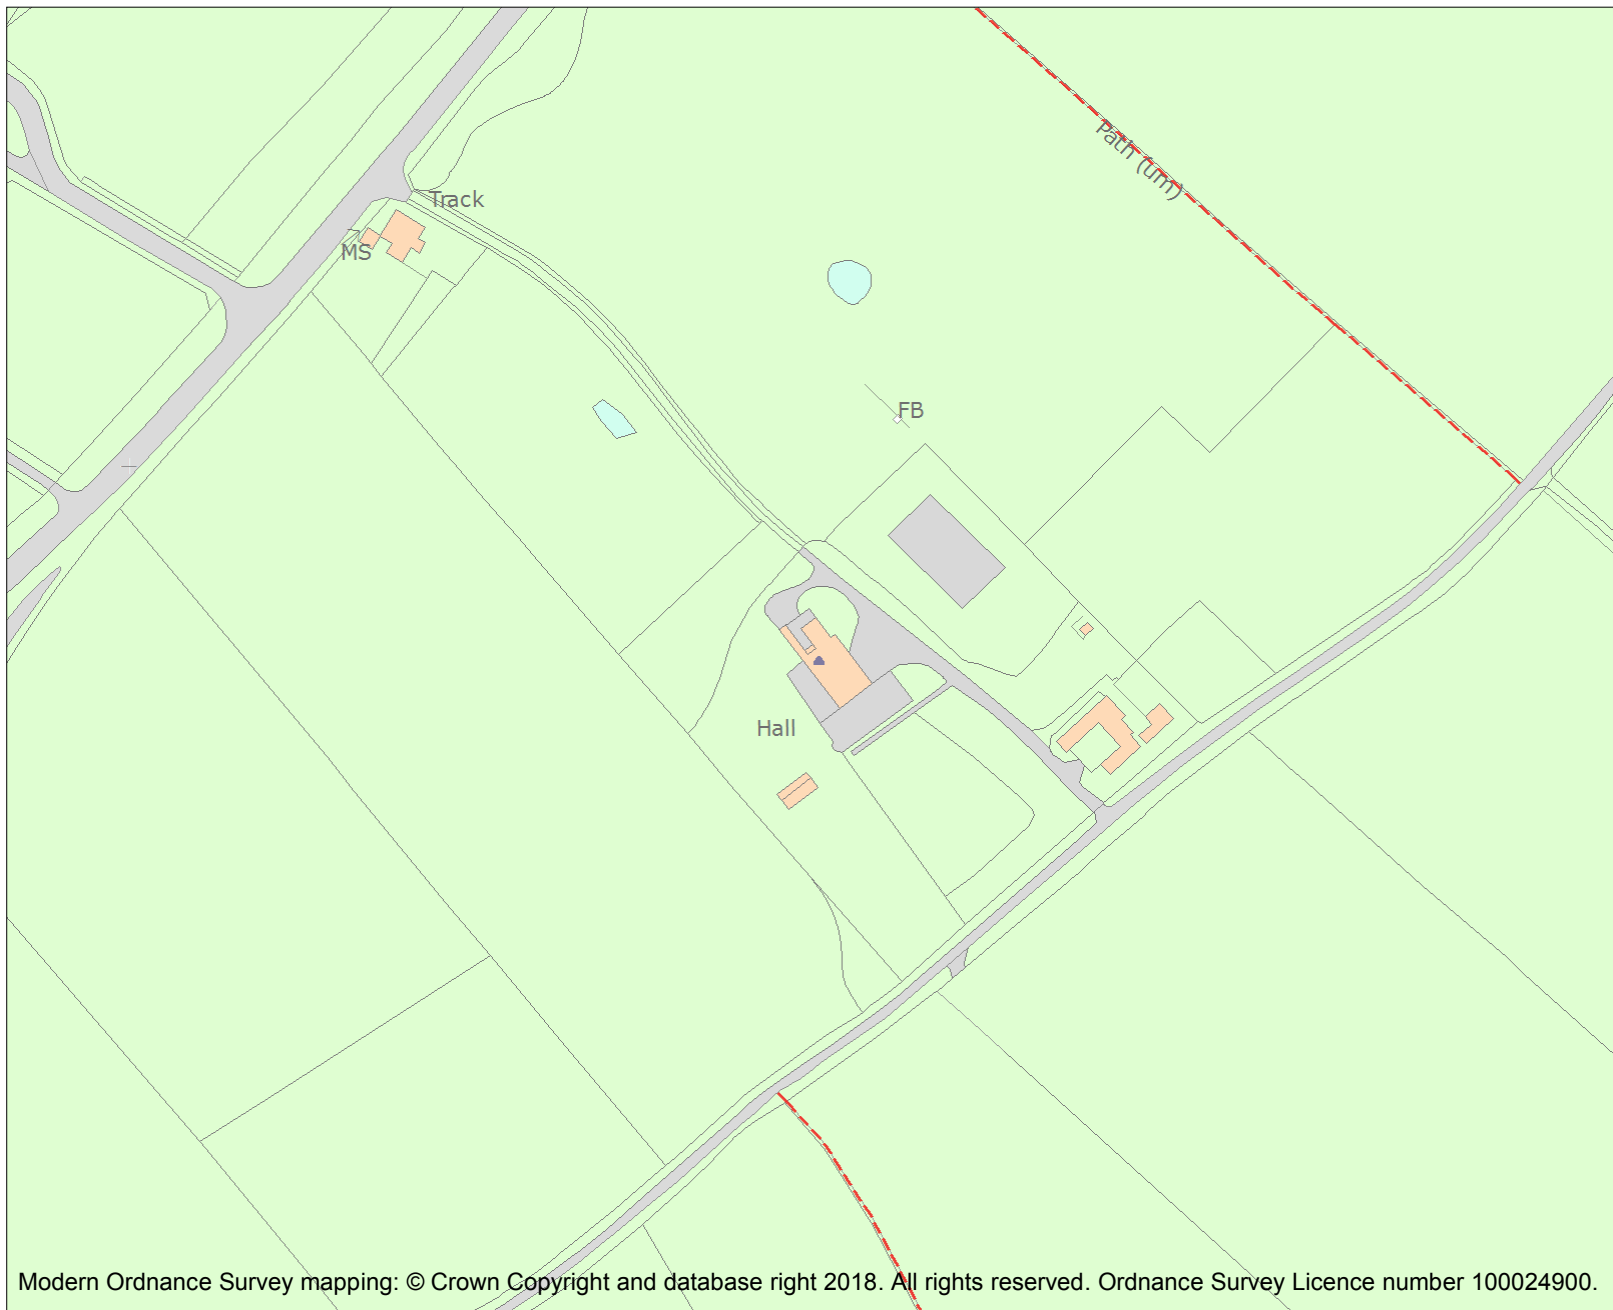 Path (um)
Track
MS
FB
Hall
Modern Ordnance Survey mapping: © Crown Copyright and database right 2018. All rights reserved. Ordnance Survey Licence number 100024900.